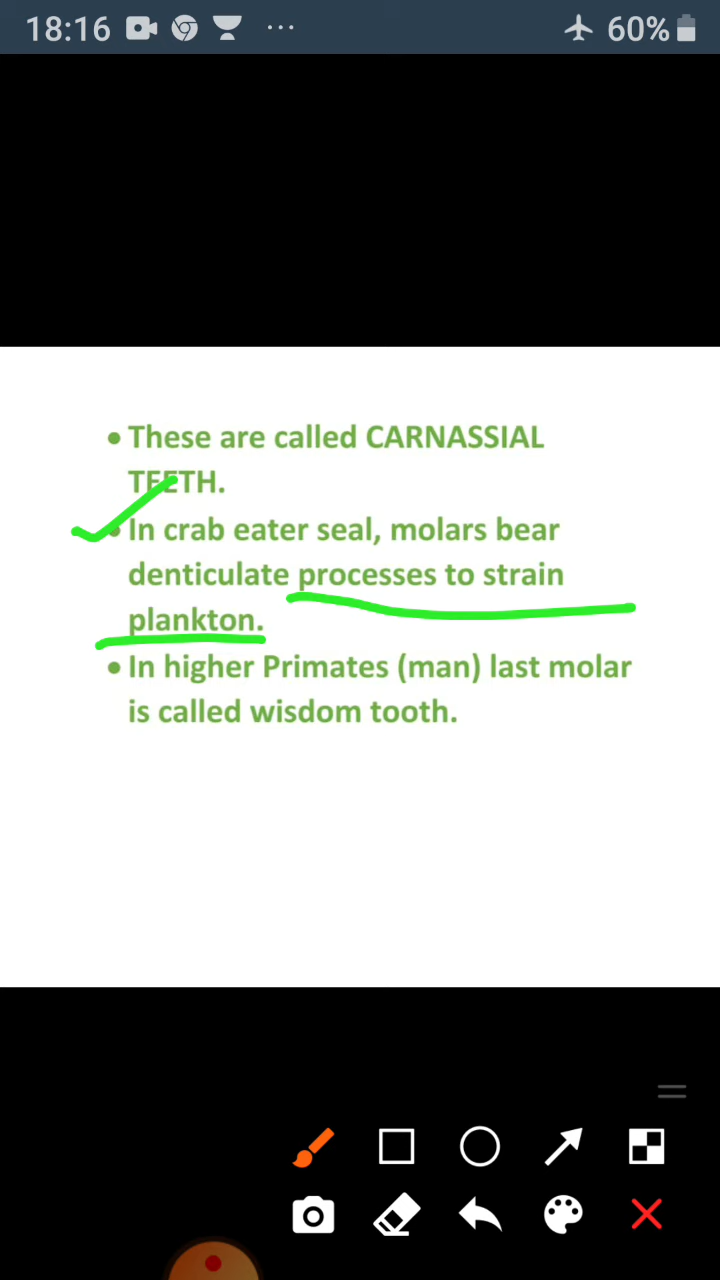 18:16 ... 60%
• These are called CARNASSIAL
TEETH.
• In crab eater seal, molars bear
denticulate processes to strain
plankton.
• In higher Primates (man) last molar
is called wisdom tooth.